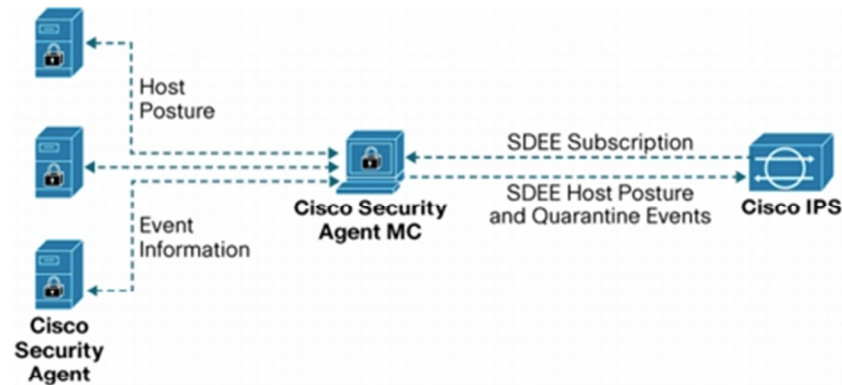 Host
Posture
SDEE Subscription
SDEE Host Posture
and Quarantine Events
Cisco Security
Agent MC
Cisco IPS
Event
Information
Cisco
Security
Agent